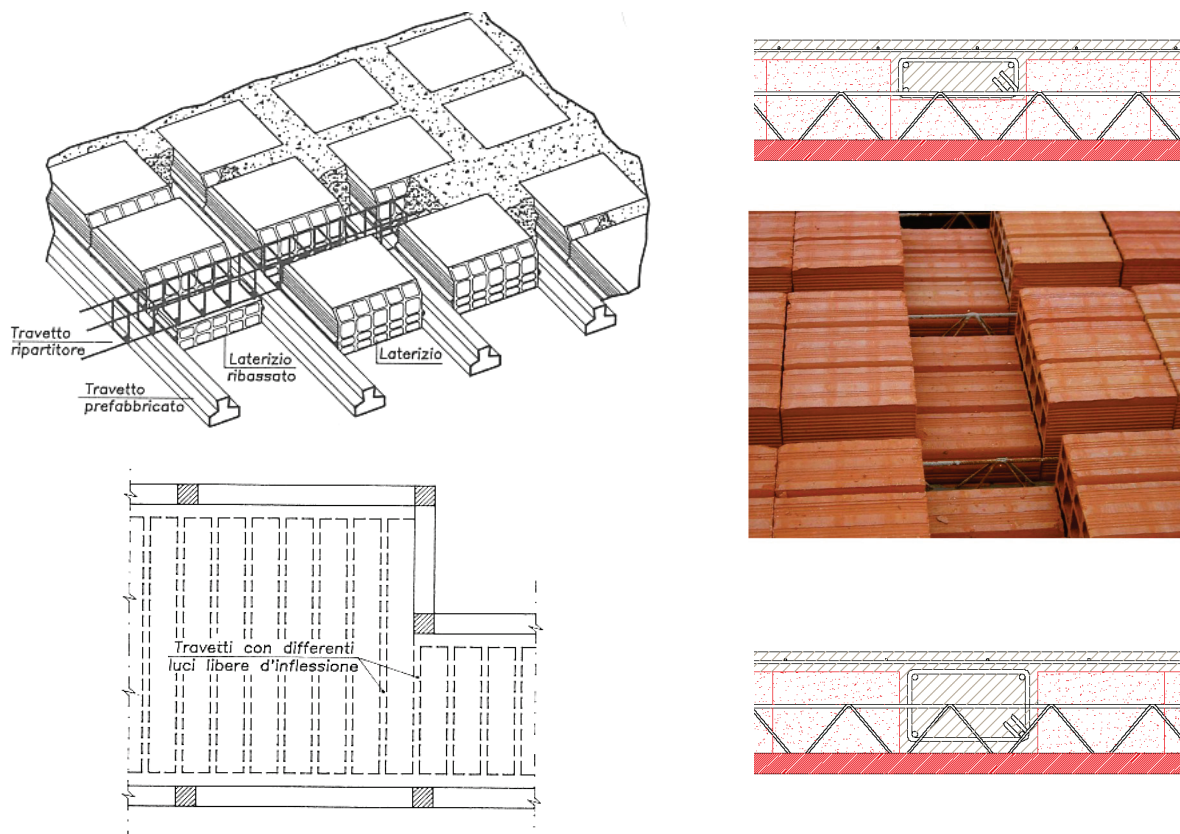 Travetto
ripartitore
Laterizio
ribassato
Laterizio
Travetto
prefabbricato
Travetti con differenti
luci libere d'inflessione